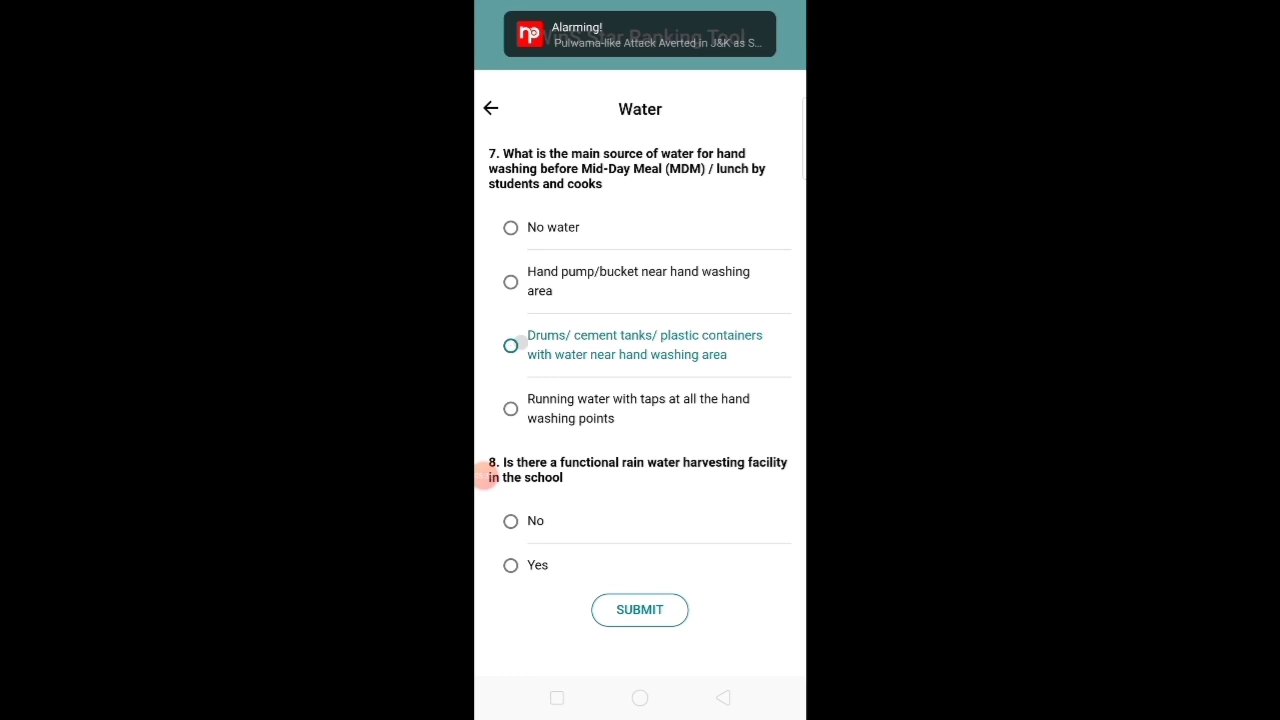 Alarming!
Pulwama-like Attack Averted in J&K as S...
Star Ranking Tool
Water
7. What is the main source of water for hand
washing before Mid-Day Meal (MDM) / lunch by
students and cooks
No water
Hand pump/bucket near hand washing
area
Drums/ cement tanks/ plastic containers
with water near hand washing area
Running water with taps at all the hand
washing points
8. Is there a functional rain water harvesting facility
in the school
No
Yes
SUBMIT